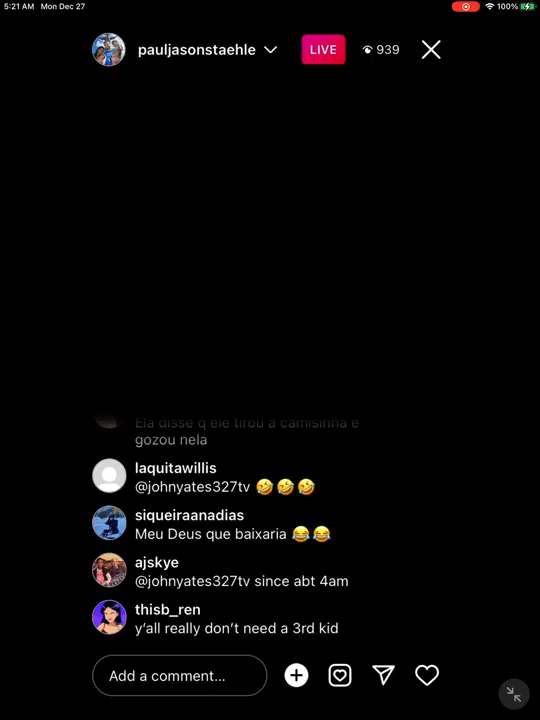 5:21 AM Mon Dec 27
100%
pauljasonstaehle
LIVE
939
Ela disse q ele tirou a camisinha e
gozou nela
laquitawillis
@johnyates327tv 🤣🤣🤣
siqueiraanadias
Meu Deus que baixaria 😂😂
ajskye
@johnyates327tv since abt 4am
thisb_ren
y'all really don't need a 3rd kid
Add a comment...